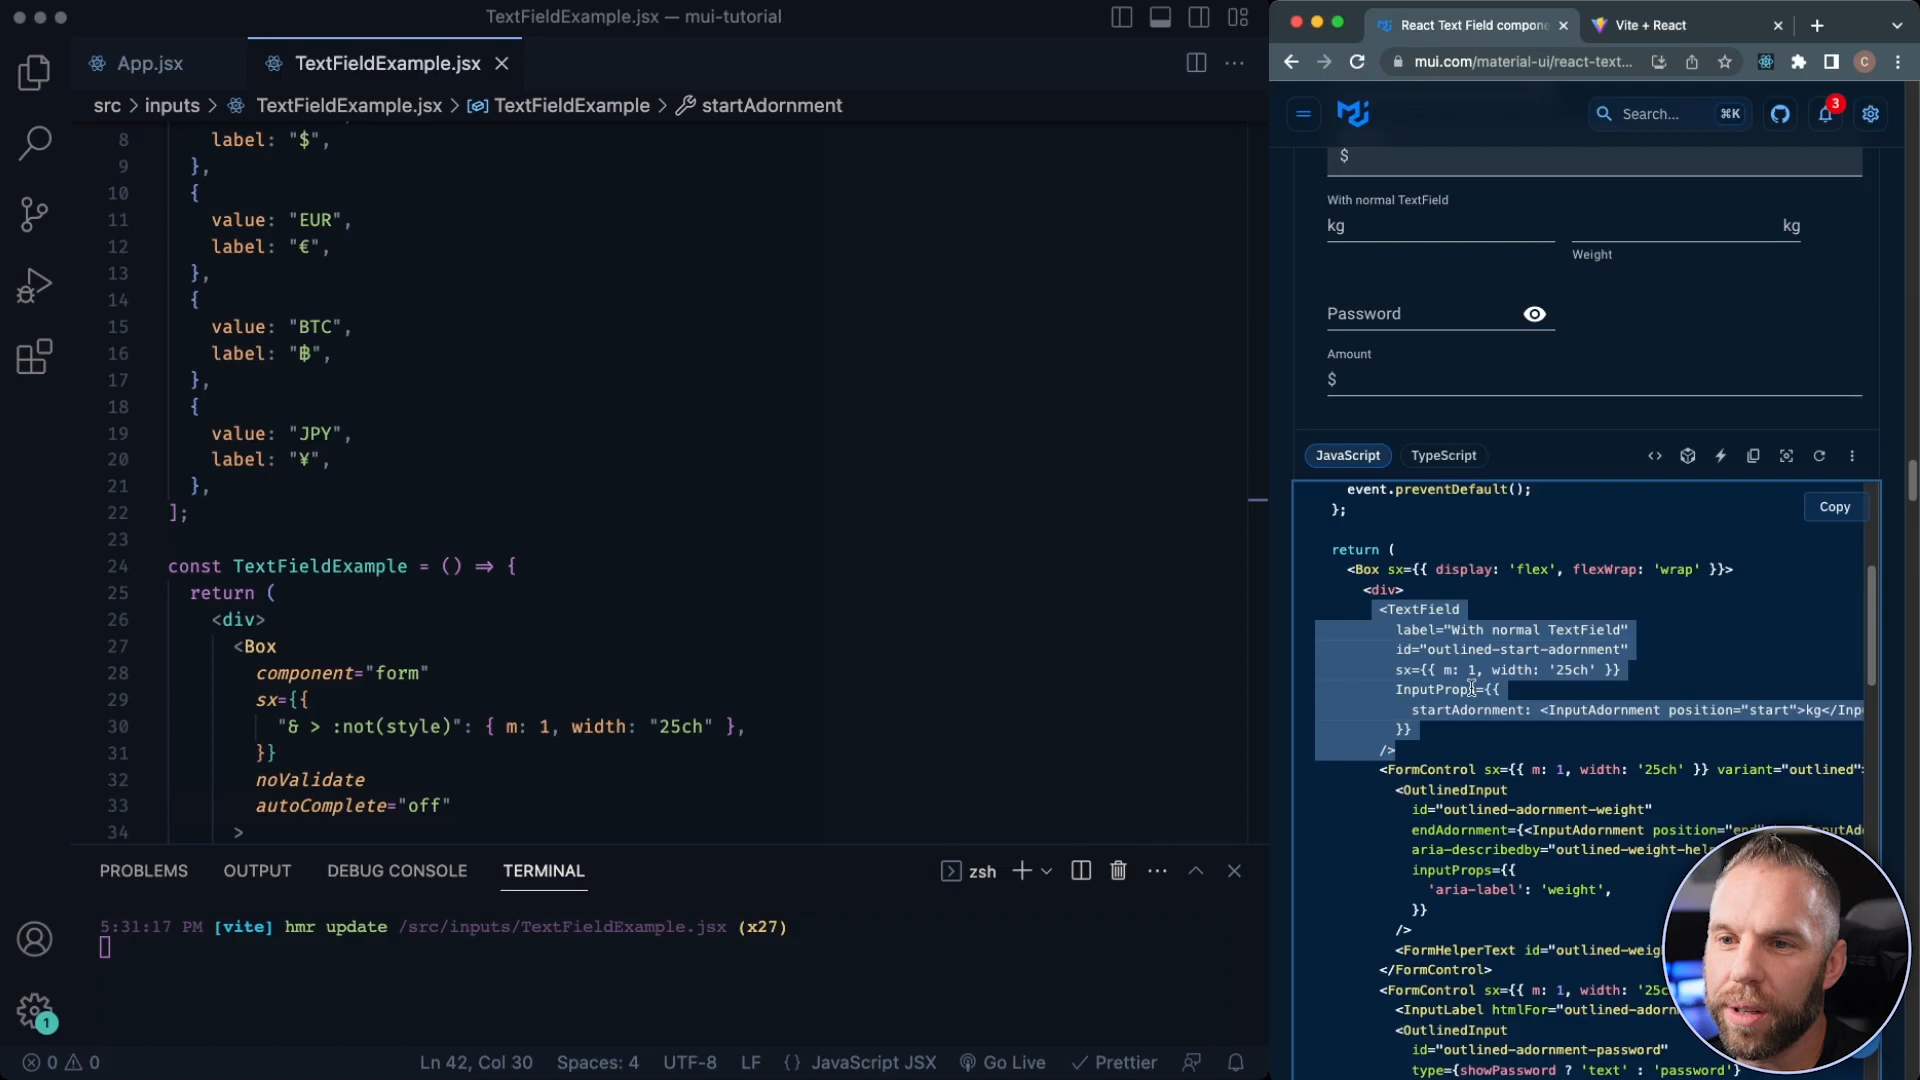 TextFieldExample.jsx — mui-tutorial
App.jsx
TextFieldExample.jsx
src > inputs > TextFieldExample.jsx > TextFieldExample > startAdornment
8 label: "$",
9 },
10 {
11 value: "EUR",
12 label: "€",
13 },
14 {
15 value: "BTC",
16 label: "฿",
17 },
18 {
19 value: "JPY",
20 label: "¥",
21 },
22 ];
23
24 const TextFieldExample = () => {
25 return (
26 <div>
27 <Box
28 component="form"
29 sx={{
30 "& > :not(style)": { m: 1, width: "25ch" },
31 }}
32 noValidate
33 autoComplete="off"
34 >
PROBLEMS OUTPUT DEBUG CONSOLE TERMINAL
zsh
5:31:17 PM [vite] hmr update /src/inputs/TextFieldExample.jsx (x27)
1
0 0
Ln 42, Col 30 Spaces: 4 UTF-8 LF {} JavaScript JSX Go Live Prettier
React Text Field compone
Vite + React
mui.com/material-ui/react-text...
C
Search... ⌘K
3
$
With normal TextField
kg
kg
Weight
Password
Amount
$
JavaScript TypeScript
Copy
event.preventDefault();
};
return (
<Box sx={{ display: 'flex', flexWrap: 'wrap' }}>
<div>
<TextField
label="With normal TextField"
id="outlined-start-adornment"
sx={{ m: 1, width: '25ch' }}
InputProps={{
startAdornment: <InputAdornment position="start">kg</Inp
}}
/>
<FormControl sx={{ m: 1, width: '25ch' }} variant="outlined">
<OutlinedInput
id="outlined-adornment-weight"
endAdornment={<InputAdornment position="end
aria-describedby="outlined-weight-hel
inputProps={{
'aria-label': 'weight',
}}
/>
<FormHelperText id="outlined-wei
</FormControl>
<FormControl sx={{ m: 1, width: '25c
<InputLabel htmlFor="outlined-ador
<OutlinedInput
id="outlined-adornment-password"
type={showPassword ? 'text' : 'password'}